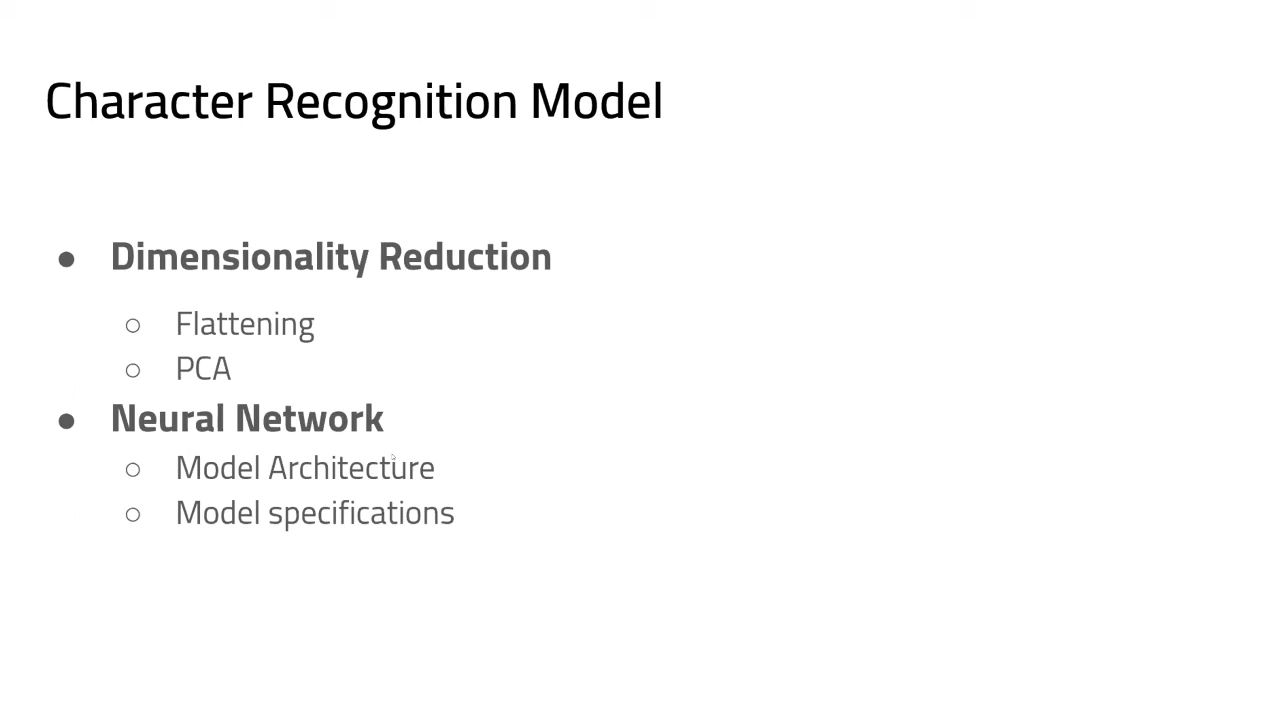 Character Recognition Model
● Dimensionality Reduction
○ Flattening
○ PCA
● Neural Network
○ Model Architecture
○ Model specifications